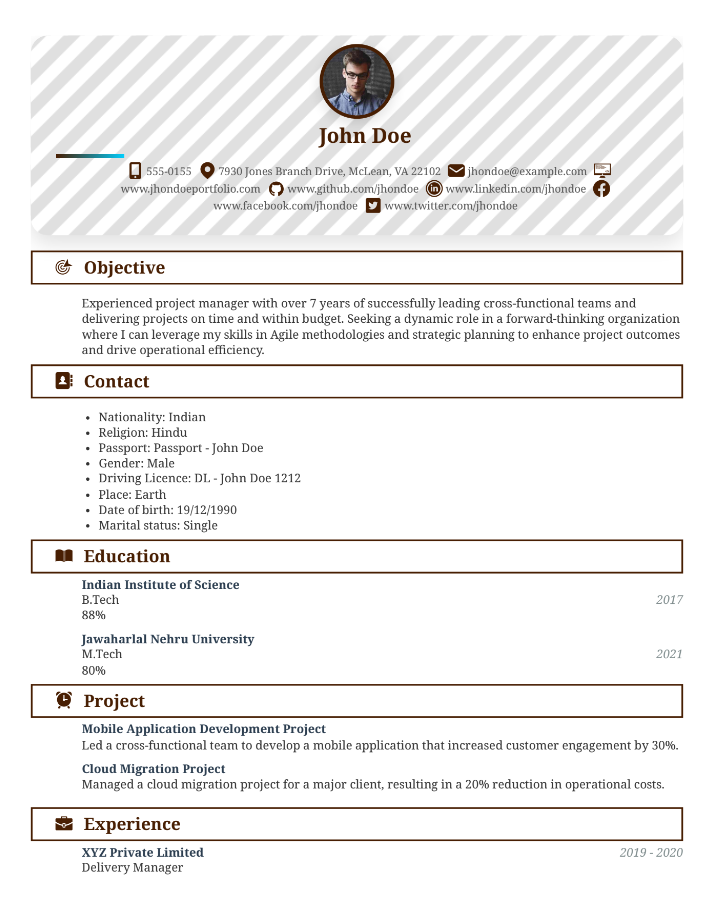 John Doe
555-0155 7930 Jones Branch Drive, McLean, VA 22102 jhondoe@example.com
www.jhondoeportfolio.com www.github.com/jhondoe www.linkedin.com/jhondoe
www.facebook.com/jhondoe www.twitter.com/jhondoe
Objective
Experienced project manager with over 7 years of successfully leading cross-functional teams and
delivering projects on time and within budget. Seeking a dynamic role in a forward-thinking organization
where I can leverage my skills in Agile methodologies and strategic planning to enhance project outcomes
and drive operational efficiency.
Contact
• Nationality: Indian
• Religion: Hindu
• Passport: Passport - John Doe
• Gender: Male
• Driving Licence: DL - John Doe 1212
• Place: Earth
• Date of birth: 19/12/1990
• Marital status: Single
Education
Indian Institute of Science
B.Tech 2017
88%
Jawaharlal Nehru University
M.Tech 2021
80%
Project
Mobile Application Development Project
Led a cross-functional team to develop a mobile application that increased customer engagement by 30%.
Cloud Migration Project
Managed a cloud migration project for a major client, resulting in a 20% reduction in operational costs.
Experience
XYZ Private Limited 2019 - 2020
Delivery Manager